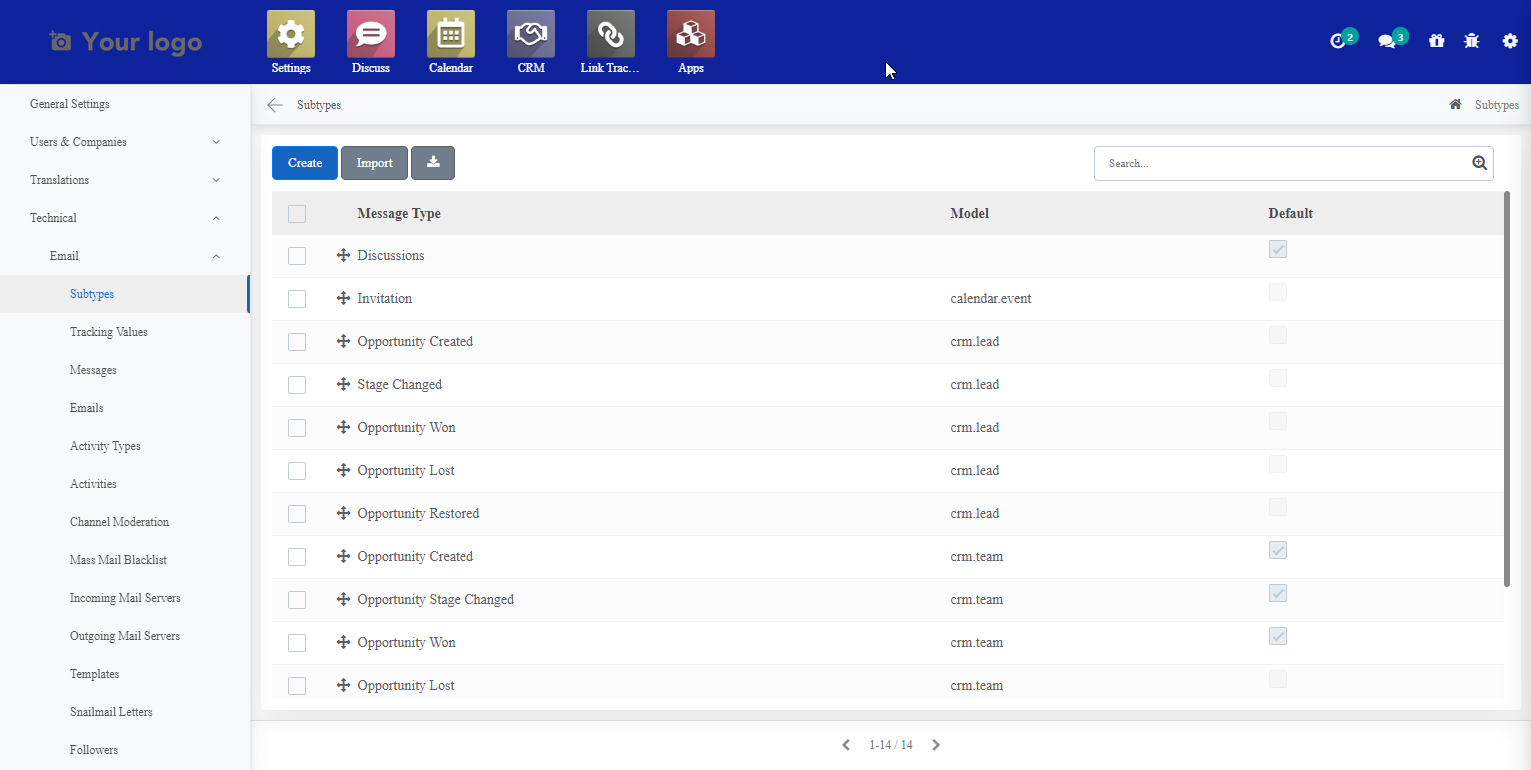 Your logo
Settings
Discuss
Calendar
CRM
Link Trac...
Apps
2
3
General Settings
Users & Companies
Translations
Technical
Email
Subtypes
Tracking Values
Messages
Emails
Activity Types
Activities
Channel Moderation
Mass Mail Blacklist
Incoming Mail Servers
Outgoing Mail Servers
Templates
Snailmail Letters
Followers
Subtypes
Subtypes
Create
Import
Search...
Message Type Model Default
Discussions
Invitation calendar.event
Opportunity Created crm.lead
Stage Changed crm.lead
Opportunity Won crm.lead
Opportunity Lost crm.lead
Opportunity Restored crm.lead
Opportunity Created crm.team
Opportunity Stage Changed crm.team
Opportunity Won crm.team
Opportunity Lost crm.team
1-14 / 14